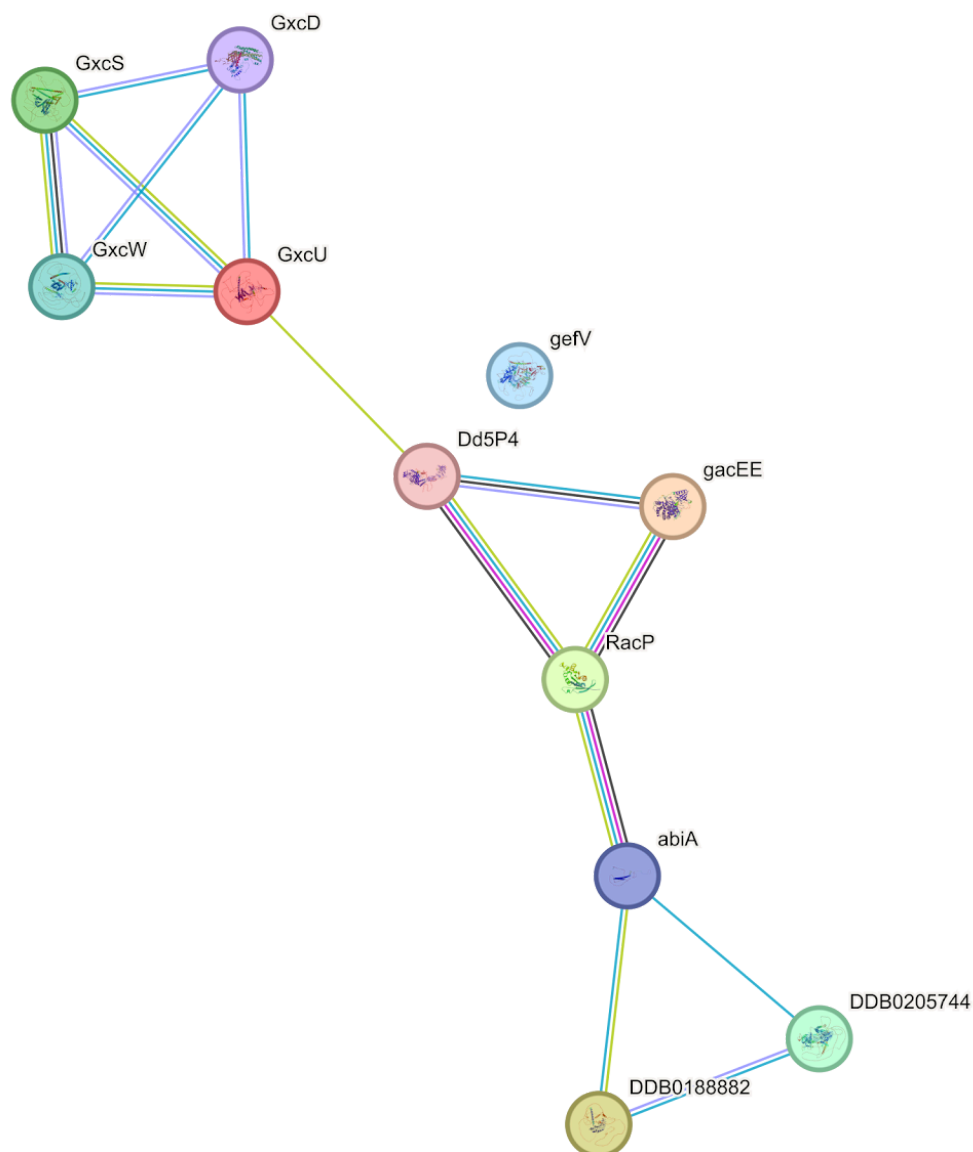 GxcD
GxcS
GxcW
GxcU
gefV
Dd5P4
gacEE
RacP
abiA
DDB0205744
DDB0188882